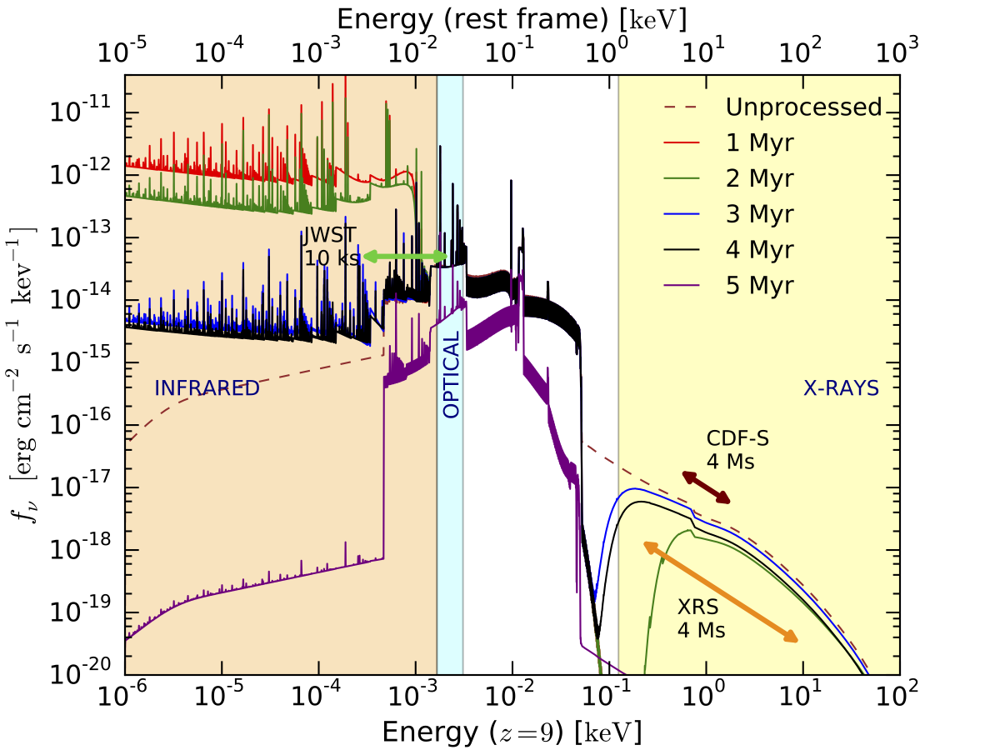 Energy (rest frame) [keV]
10^-5 10^-4 10^-3 10^-2 10^-1 10^0 10^1 10^2 10^3
Unprocessed
1 Myr
2 Myr
3 Myr
4 Myr
5 Myr
10^-11
10^-12
10^-13
10^-14
10^-15
10^-16
10^-17
10^-18
10^-19
10^-20
f_ν [erg cm^-2 s^-1 kev^-1]
JWST
10 ks
INFRARED
OPTICAL
X-RAYS
CDF-S
4 Ms
XRS
4 Ms
10^-6 10^-5 10^-4 10^-3 10^-2 10^-1 10^0 10^1 10^2
Energy (z=9) [keV]